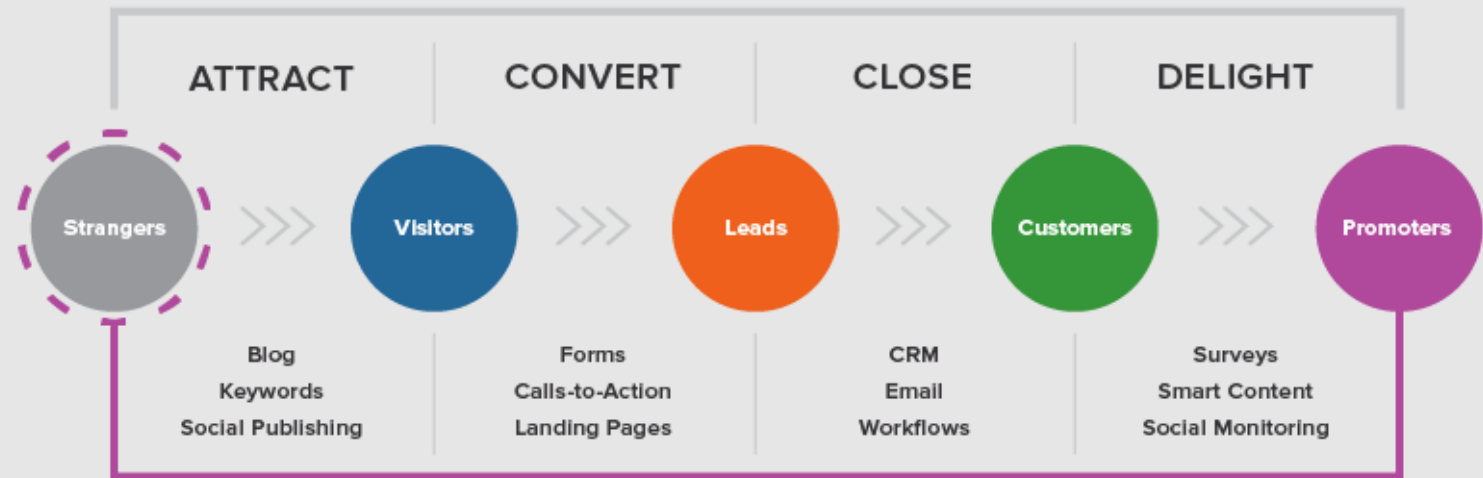 ATTRACT CONVERT CLOSE DELIGHT
Strangers Visitors Leads Customers Promoters
Blog Forms CRM Surveys
Keywords Calls-to-Action Email Smart Content
Social Publishing Landing Pages Workflows Social Monitoring